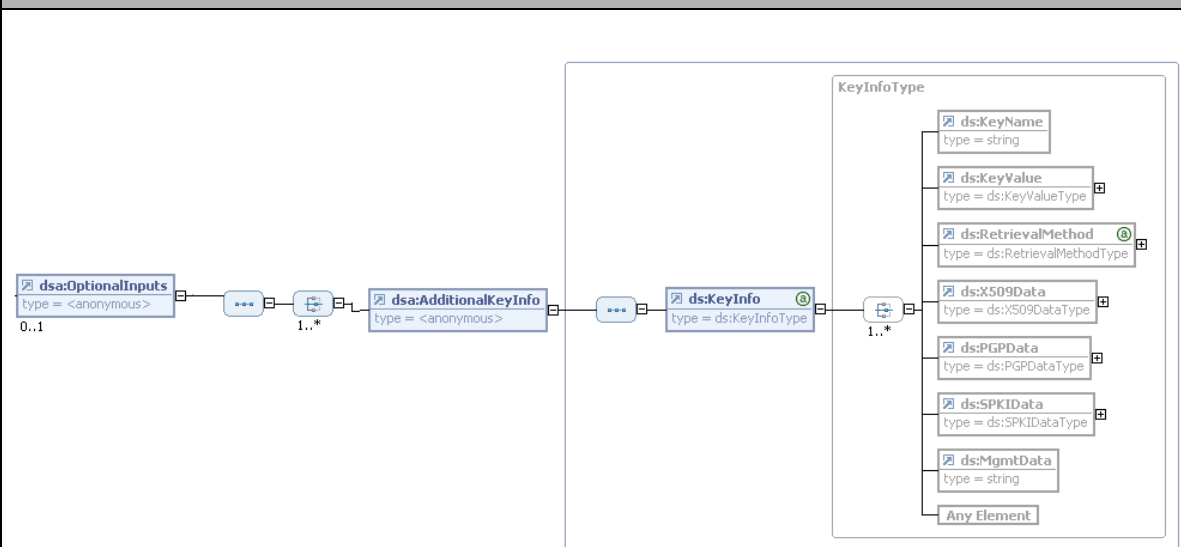 KeyInfoType
ds:KeyName
type = string
ds:KeyValue
type = ds:KeyValueType
ds:RetrievalMethod a
type = ds:RetrievalMethodType
dsa:OptionalInputs
type = <anonymous>
0..1
1..*
dsa:AdditionalKeyInfo
type = <anonymous>
ds:KeyInfo a
type = ds:KeyInfoType
1..*
ds:X509Data
type = ds:X509DataType
ds:PGPData
type = ds:PGPDataType
ds:SPKIData
type = ds:SPKIDataType
ds:MgmtData
type = string
Any Element